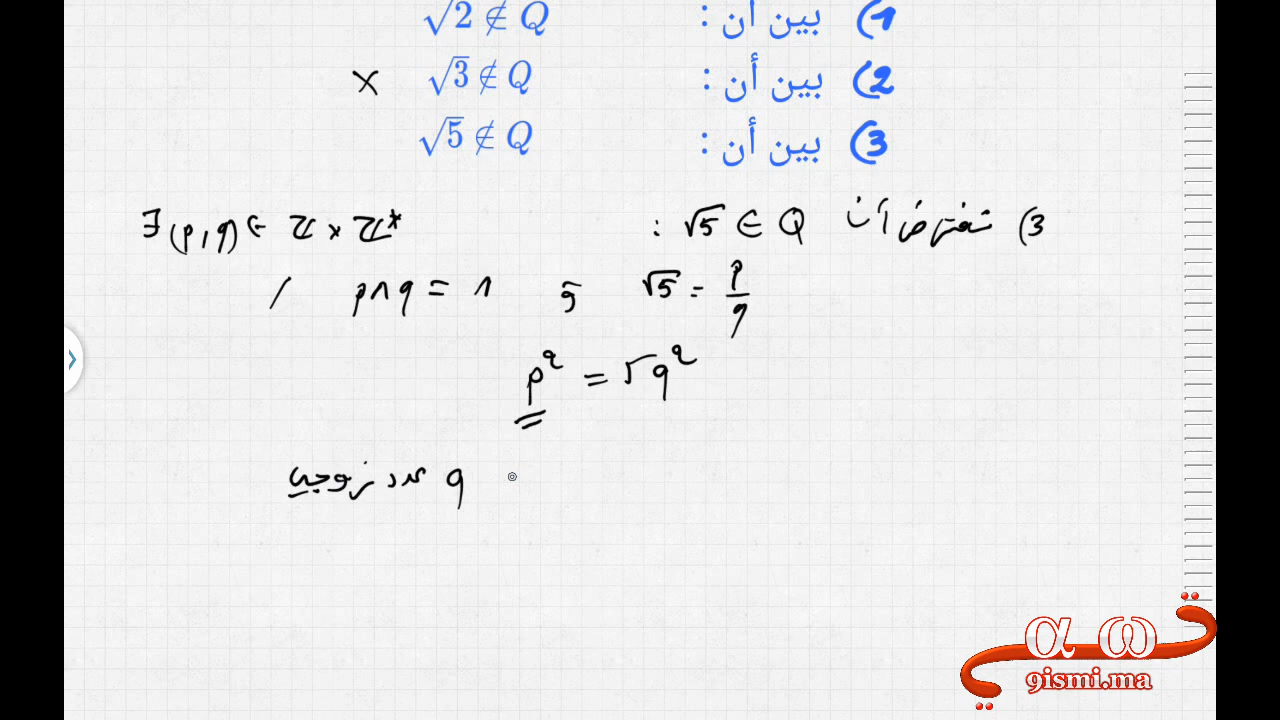 1) بين أن : √2 ∉ Q
2) بين أن : √3 ∉ Q ×
3) بين أن : √5 ∉ Q
3) نفترض أن √5 ∈ Q : ∃(p,q) ∈ ℤ × ℤ*
√5 = p/q و p∧q = 1 /
p² = 5q²
q عدد زوجي
α ω
9ismi.ma